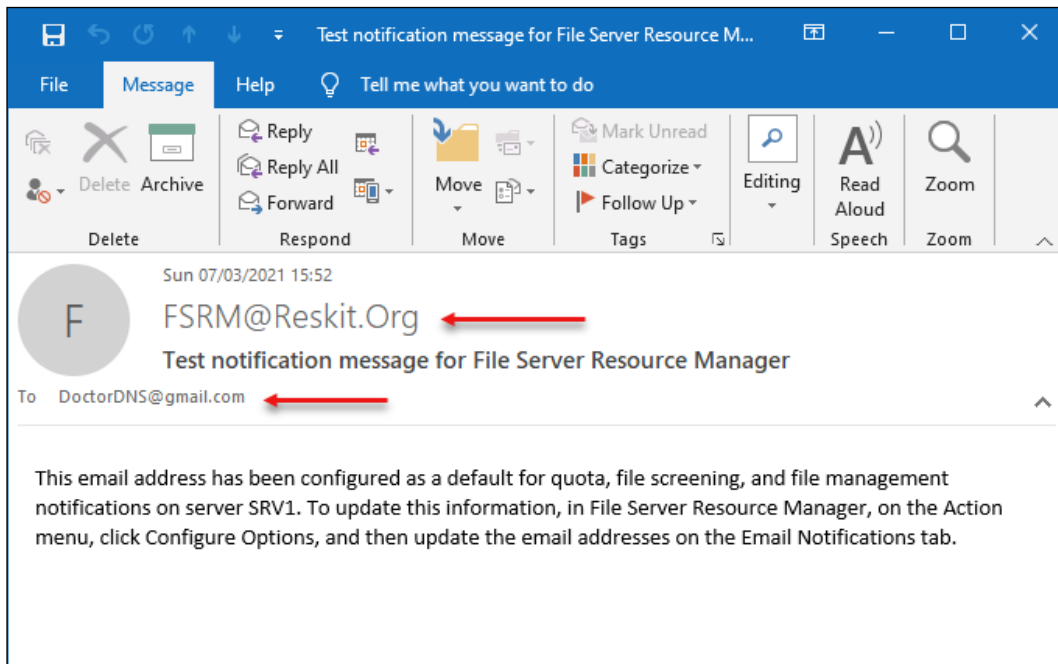 Test notification message for File Server Resource M...
File Message Help Tell me what you want to do
Delete Archive
Reply
Reply All
Forward
Move
Mark Unread
Categorize
Follow Up
Editing
Read
Aloud
Zoom
Delete Respond Move Tags Speech Zoom
Sun 07/03/2021 15:52
F
FSRM@Reskit.Org
Test notification message for File Server Resource Manager
To DoctorDNS@gmail.com
This email address has been configured as a default for quota, file screening, and file management
notifications on server SRV1. To update this information, in File Server Resource Manager, on the Action
menu, click Configure Options, and then update the email addresses on the Email Notifications tab.